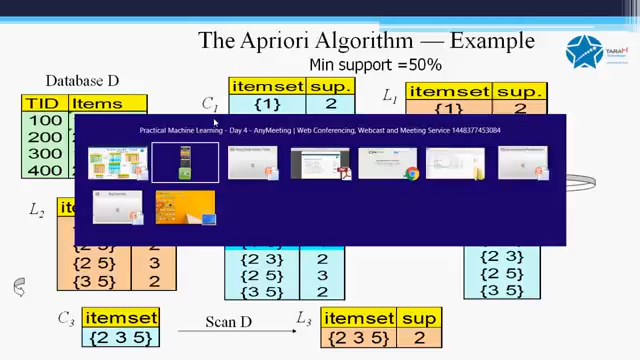 The Apriori Algorithm — Example
Min support =50%
TARAH
Database D
TID Items
100
200
300
400
C1
itemset sup.
{1} 2
L1
itemset sup.
{1} 2
Practical Machine Learning - Day 4 - AnyMeeting | Web Conferencing, Webcast and Meeting Service 1448377453084
L2
{2 5} 3
{3 5} 2
{2 3} 2
{2 5} 3
{3 5} 2
{2 3}
{2 5}
{3 5}
C3
itemset
{2 3 5}
Scan D
L3
itemset sup
{2 3 5} 2